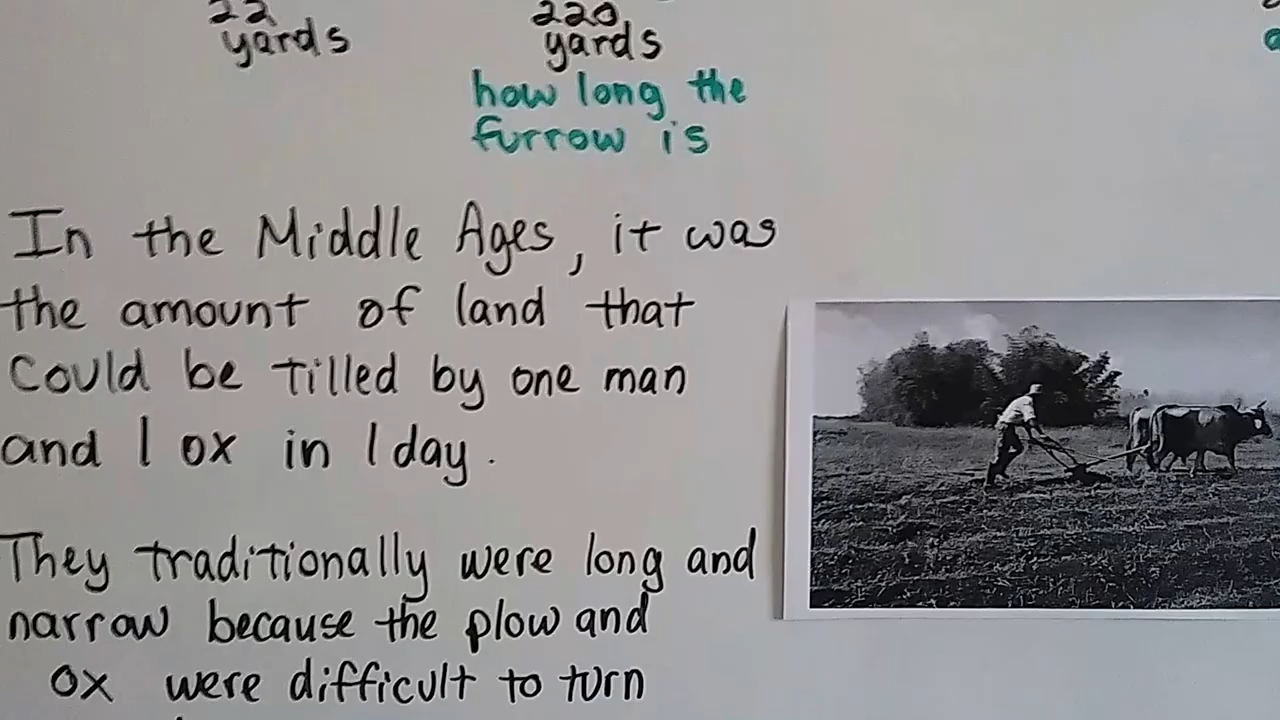 22
yards
220
yards
how long the
furrow is
In the Middle Ages, it was
the amount of land that
could be tilled by one man
and 1 ox in 1 day.
They traditionally were long and
narrow because the plow and
ox were difficult to turn